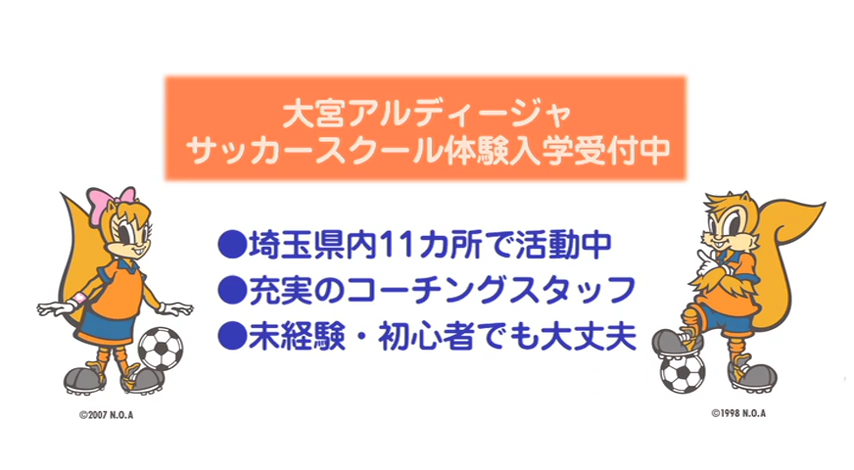 大宮アルディージャ
サッカースクール体験入学受付中
●埼玉県内11カ所で活動中
●充実のコーチングスタッフ
●未経験・初心者でも大丈夫
©2007 N.O.A
©1998 N.O.A